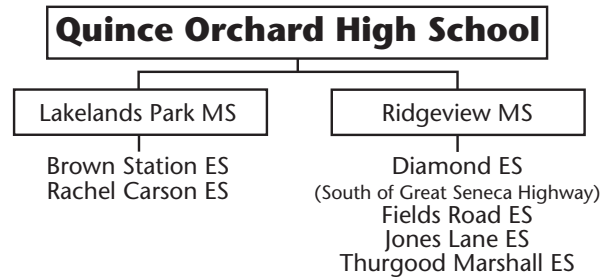 Quince Orchard High School
Lakelands Park MS
Brown Station ES
Rachel Carson ES
Ridgeview MS
Diamond ES
(South of Great Seneca Highway)
Fields Road ES
Jones Lane ES
Thurgood Marshall ES